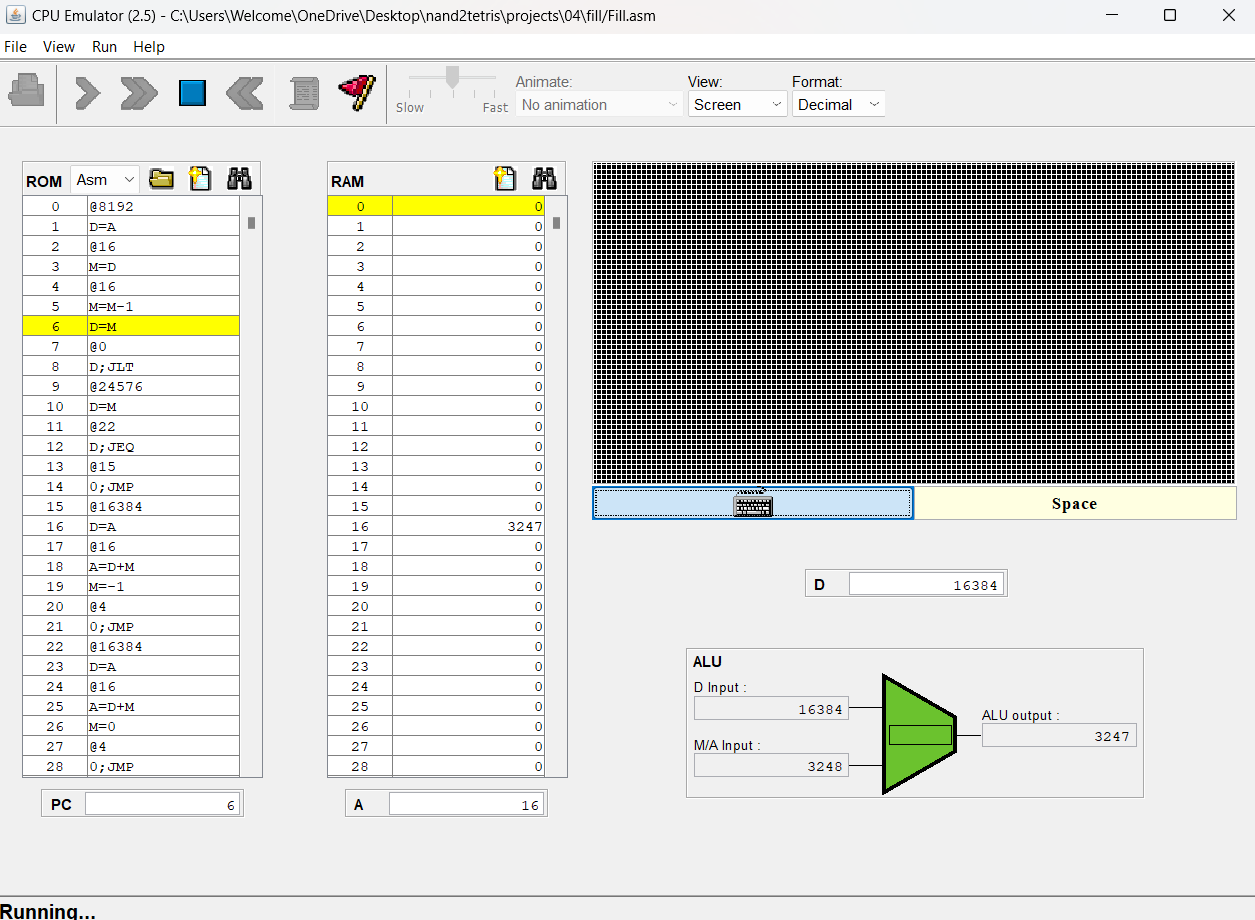 CPU Emulator (2.5) - C:\Users\Welcome\OneDrive\Desktop\nand2tetris\projects\04\fill/Fill.asm
File View Run Help
Slow Fast
Animate: View: Format:
No animation Screen Decimal
ROM Asm
0 @8192
1 D=A
2 @16
3 M=D
4 @16
5 M=M-1
6 D=M
7 @0
8 D;JLT
9 @24576
10 D=M
11 @22
12 D;JEQ
13 @15
14 0;JMP
15 @16384
16 D=A
17 @16
18 A=D+M
19 M=-1
20 @4
21 0;JMP
22 @16384
23 D=A
24 @16
25 A=D+M
26 M=0
27 @4
28 0;JMP
PC 6
RAM
0 0
1 0
2 0
3 0
4 0
5 0
6 0
7 0
8 0
9 0
10 0
11 0
12 0
13 0
14 0
15 0
16 3247
17 0
18 0
19 0
20 0
21 0
22 0
23 0
24 0
25 0
26 0
27 0
28 0
A 16
Space
D 16384
ALU
D Input :
16384
M/A Input :
3248
ALU output :
3247
Running...